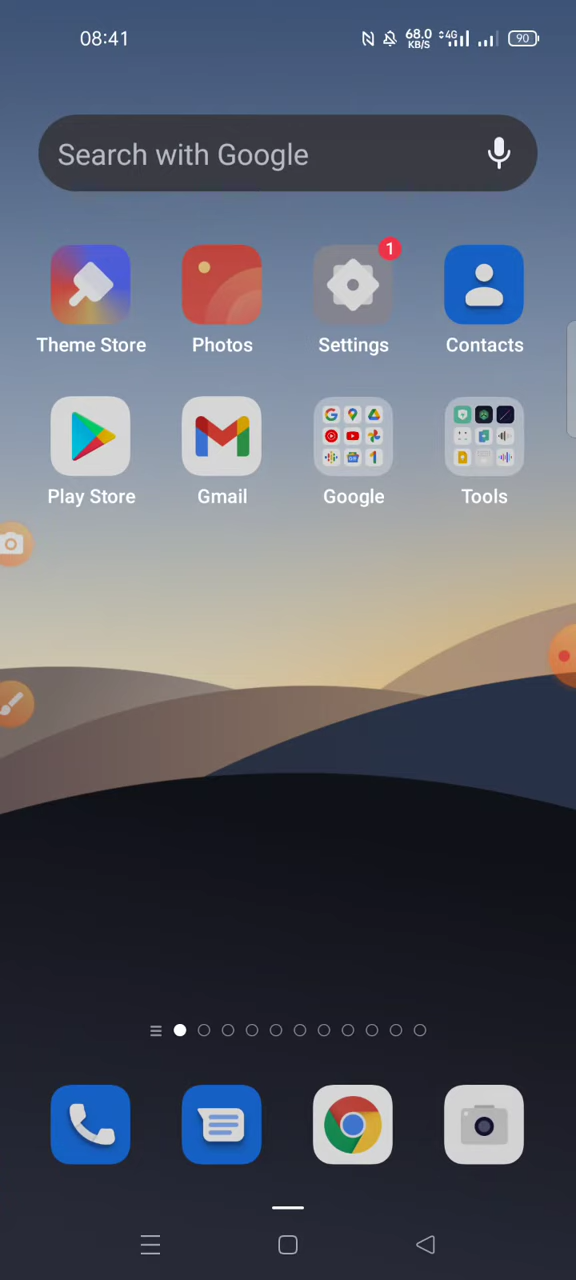 08:41
68.0
KB/S
4G
90
Search with Google
1
Theme Store
Photos
Settings
Contacts
Play Store
Gmail
Google
Tools